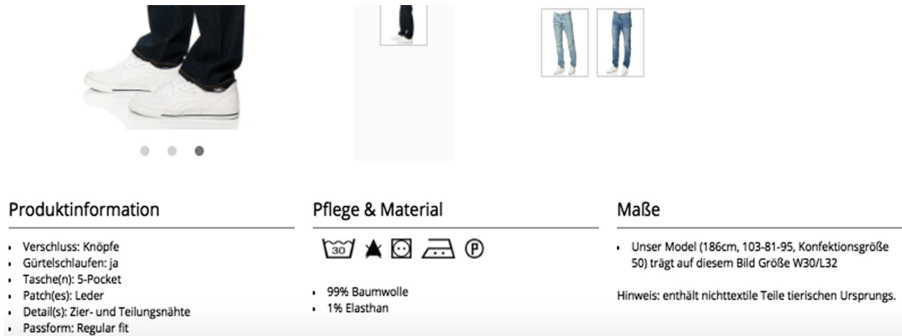 Produktinformation
Verschluss: Knöpfe
Gürtelschlaufen: ja
Tasche(n): 5-Pocket
Patch(es): Leder
Detail(s): Zier- und Teilungsnähte
Passform: Regular fit
Pflege & Material
30
P
99% Baumwolle
1% Elasthan
Maße
Unser Model (186cm, 103-81-95, Konfektionsgröße
50) trägt auf diesem Bild Größe W30/L32
Hinweis: enthält nichttextile Teile tierischen Ursprungs.